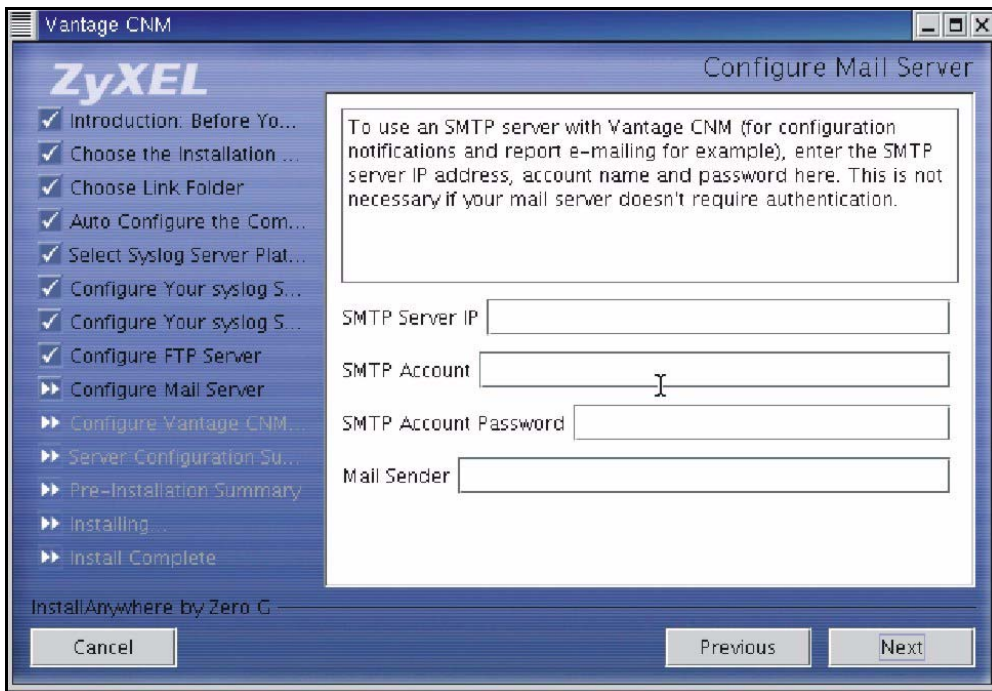 Vantage CNM
ZyXEL
Configure Mail Server
Introduction: Before Yo...
Choose the Installation ...
Choose Link Folder
Auto Configure the Com...
Select Syslog Server Plat...
Configure Your syslog S...
Configure Your syslog S...
Configure FTP Server
Configure Mail Server
Configure Vantage CNM...
Server Configuration Su...
Pre-Installation Summary
Installing...
Install Complete
To use an SMTP server with Vantage CNM (for configuration
notifications and report e-mailing for example), enter the SMTP
server IP address, account name and password here. This is not
necessary if your mail server doesn't require authentication.
SMTP Server IP
SMTP Account
SMTP Account Password
Mail Sender
InstallAnywhere by Zero G
Cancel
Previous
Next